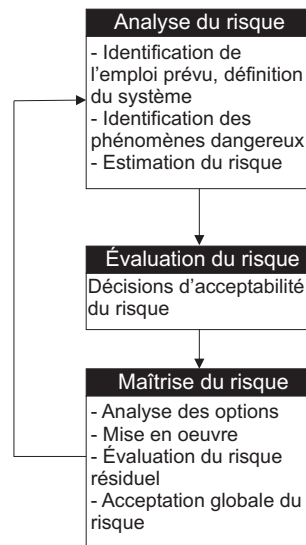 Analyse du risque
- Identification de
l'emploi prévu, définition
du système
- Identification des
phénomènes dangereux
- Estimation du risque
Évaluation du risque
Décisions d'acceptabilité
du risque
Maîtrise du risque
- Analyse des options
- Mise en oeuvre
- Évaluation du risque
résiduel
- Acceptation globale du
risque